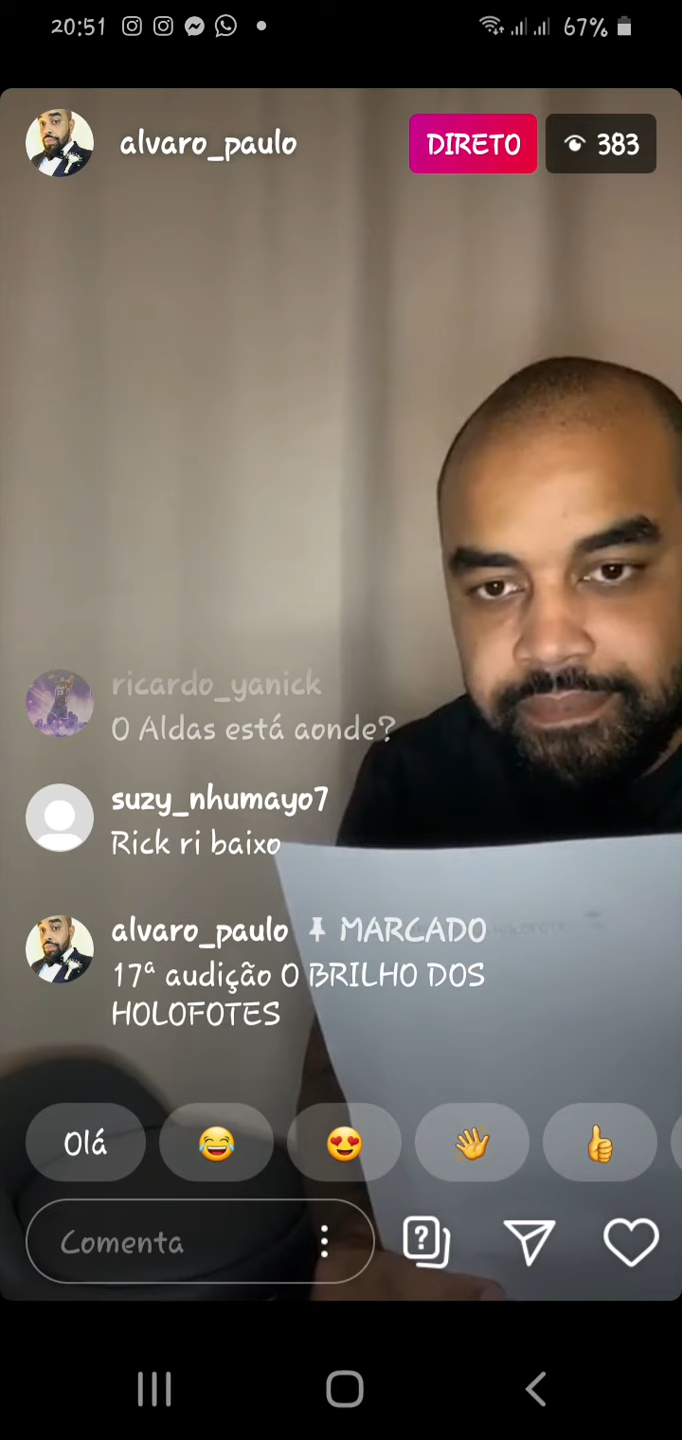 20:51
67%
alvaro_paulo
DIRETO
383
ricardo_yanick
O Aldas está aonde?
suzy_nhumayo7
Rick ri baixo
alvaro_paulo MARCADO
17ª audição O BRILHO DOS
HOLOFOTES
Olá
Comenta